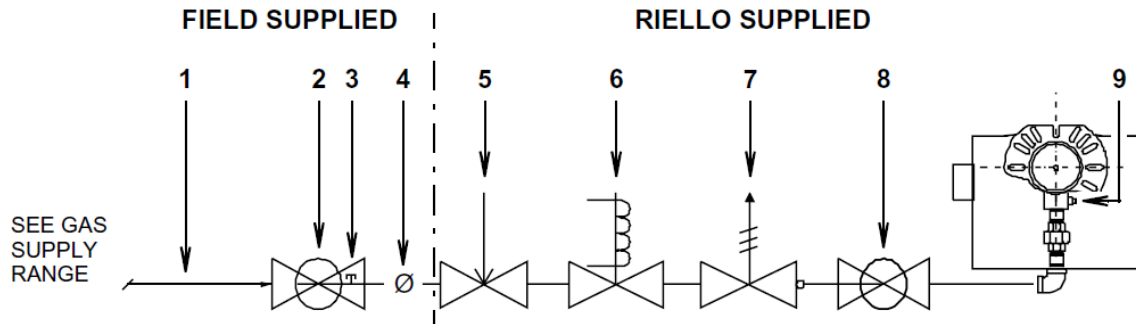 FIELD SUPPLIED
RIELLO SUPPLIED
1 2 3 4 5 6 7 8 9
SEE GAS
SUPPLY
RANGE
T
Ø